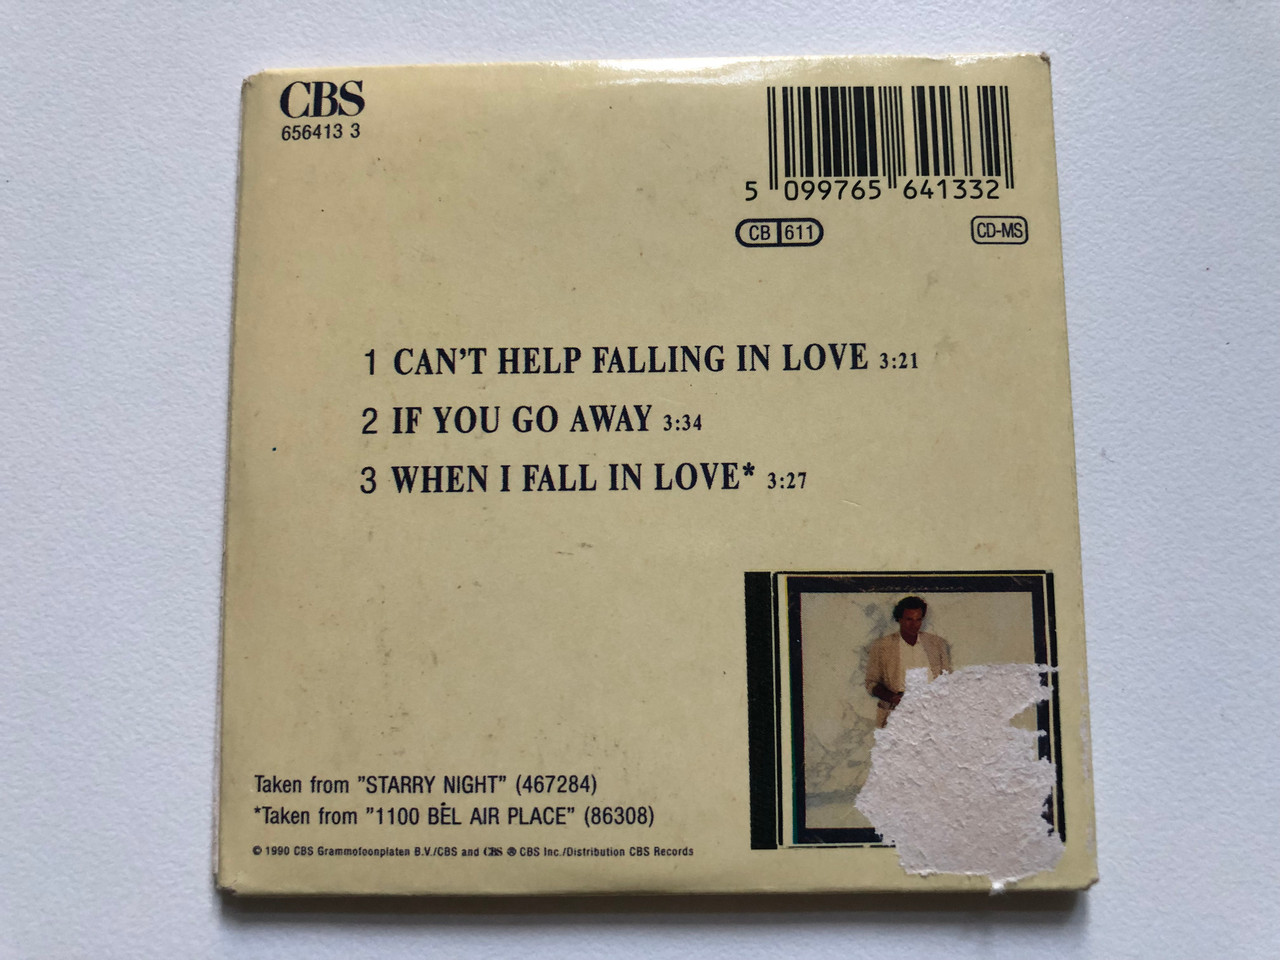 CBS
656413 3
5 099765 641332
CB 611
CD-MS
1 CAN'T HELP FALLING IN LOVE 3:21
2 IF YOU GO AWAY 3:34
3 WHEN I FALL IN LOVE* 3:27
Taken from "STARRY NIGHT" (467284)
*Taken from "1100 BEL AIR PLACE" (86308)
© 1990 CBS Grammofoonplaten B.V./CBS and CBS ® CBS Inc./Distribution CBS Records